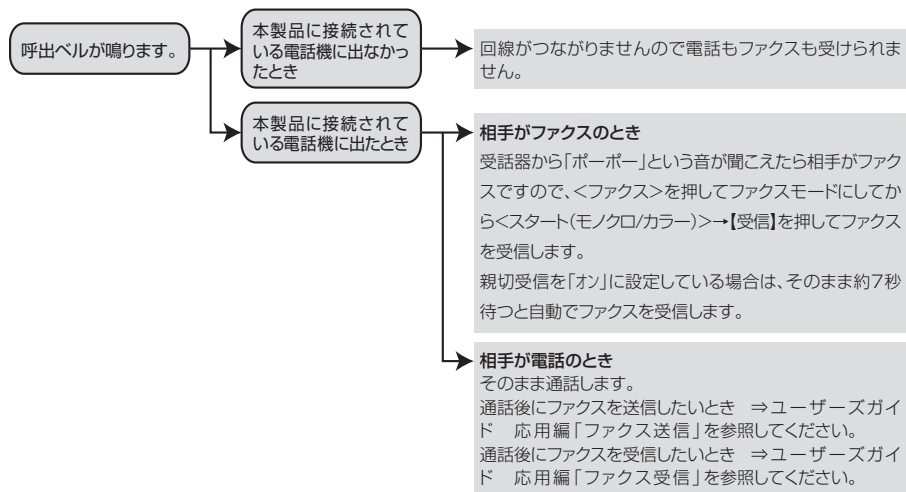 呼出ベルが鳴ります。
本製品に接続されて
いる電話機に出なかっ
たとき
回線がつながりませんので電話もファクスも受けられま
せん。
本製品に接続されて
いる電話機に出たとき
相手がファクスのとき
受話器から「ポーポー」という音が聞こえたら相手がファク
スですので、<ファクス>を押してファクスモードにしてか
ら<スタート(モノクロ/カラー)>→【受信】を押してファクス
を受信します。
親切受信を「オン」に設定している場合は、そのまま約7秒
待つと自動でファクスを受信します。
相手が電話のとき
そのまま通話します。
通話後にファクスを送信したいとき ⇒ユーザーズガイ
ド 応用編「ファクス送信」を参照してください。
通話後にファクスを受信したいとき ⇒ユーザーズガイ
ド 応用編「ファクス受信」を参照してください。